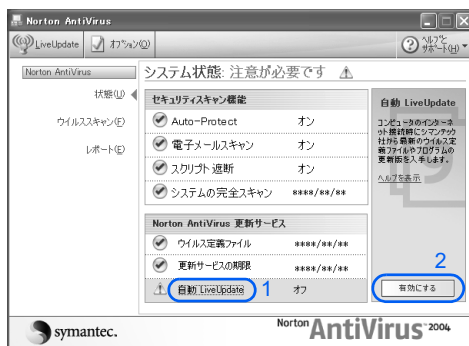 Norton AntiVirus
LiveUpdate オプション(O) ヘルプとサポート(H)
Norton AntiVirus
状態(U)
ウイルススキャン(F)
レポート(E)
システム状態: 注意が必要です
セキュリティスキャン機能
Auto-Protect オン
電子メールスキャン オン
スクリプト遮断 オン
システムの完全スキャン ****/**/**
Norton AntiVirus 更新サービス
ウイルス定義ファイル ****/**/**
更新サービスの期限 ****/**/**
自動 LiveUpdate 1 オフ
自動 LiveUpdate
コンピュータのインターネ
ット接続時にシマンテック
社から最新のウイルス定
義ファイルやプログラムの
更新版を入手します。
ヘルプを表示
2
有効にする
symantec.
Norton AntiVirus 2004